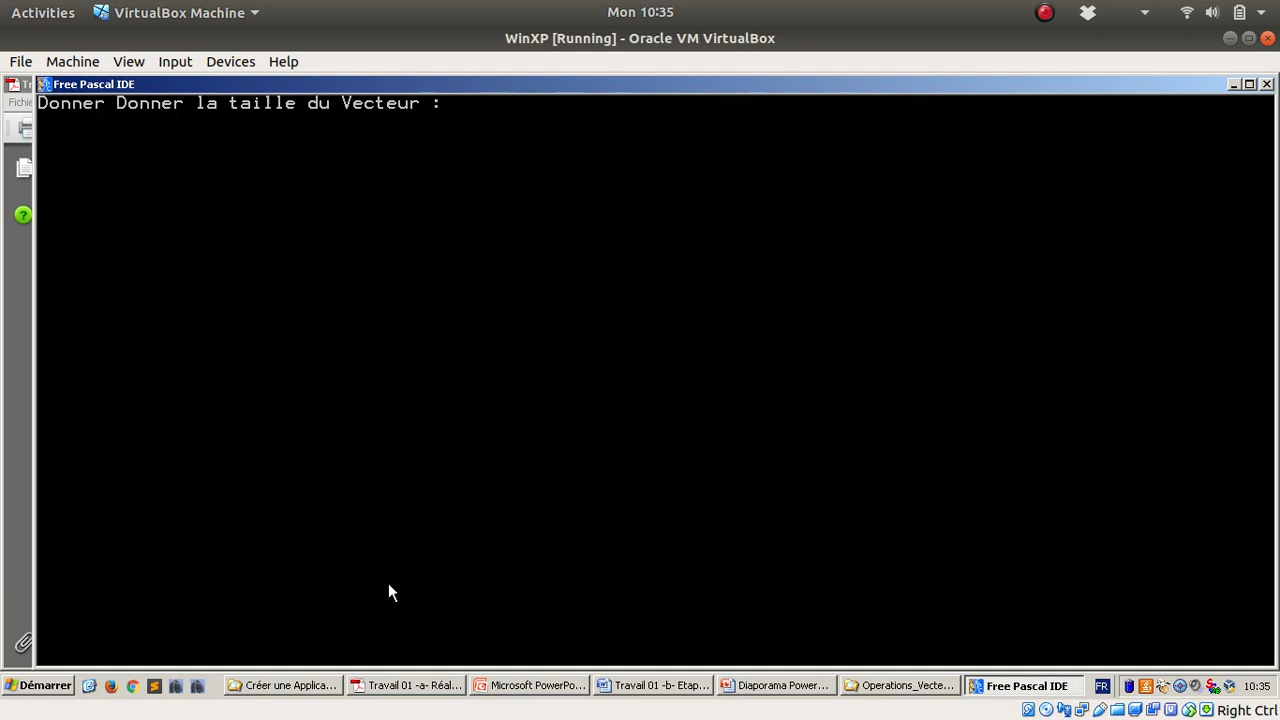 Activities VirtualBox Machine Mon 10:35
WinXP [Running] - Oracle VM VirtualBox
File Machine View Input Devices Help
Free Pascal IDE
Fichie
Donner Donner la taille du Vecteur :
?
Démarrer Créer une Applica... Travail 01 -a- Réal... Microsoft PowerPo... Travail 01 -b- Etap... Diaporama Power... Operations_Vecte... Free Pascal IDE FR 10:35
Right Ctrl